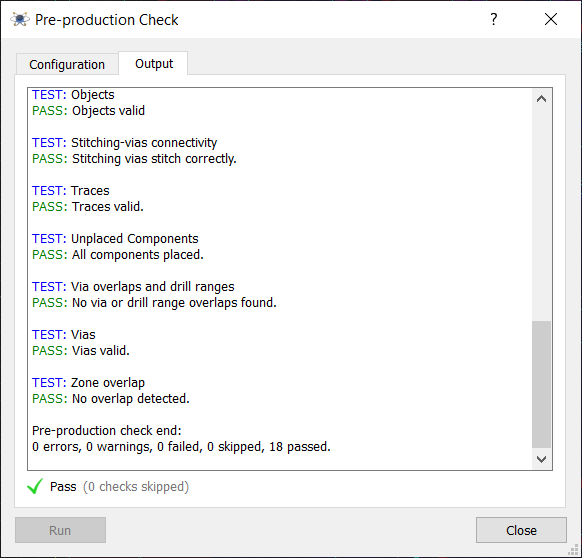 Pre-production Check
?
Configuration
Output
TEST: Objects
PASS: Objects valid
TEST: Stitching-vias connectivity
PASS: Stitching vias stitch correctly.
TEST: Traces
PASS: Traces valid.
TEST: Unplaced Components
PASS: All components placed.
TEST: Via overlaps and drill ranges
PASS: No via or drill range overlaps found.
TEST: Vias
PASS: Vias valid.
TEST: Zone overlap
PASS: No overlap detected.
Pre-production check end:
0 errors, 0 warnings, 0 failed, 0 skipped, 18 passed.
Pass (0 checks skipped)
Run
Close